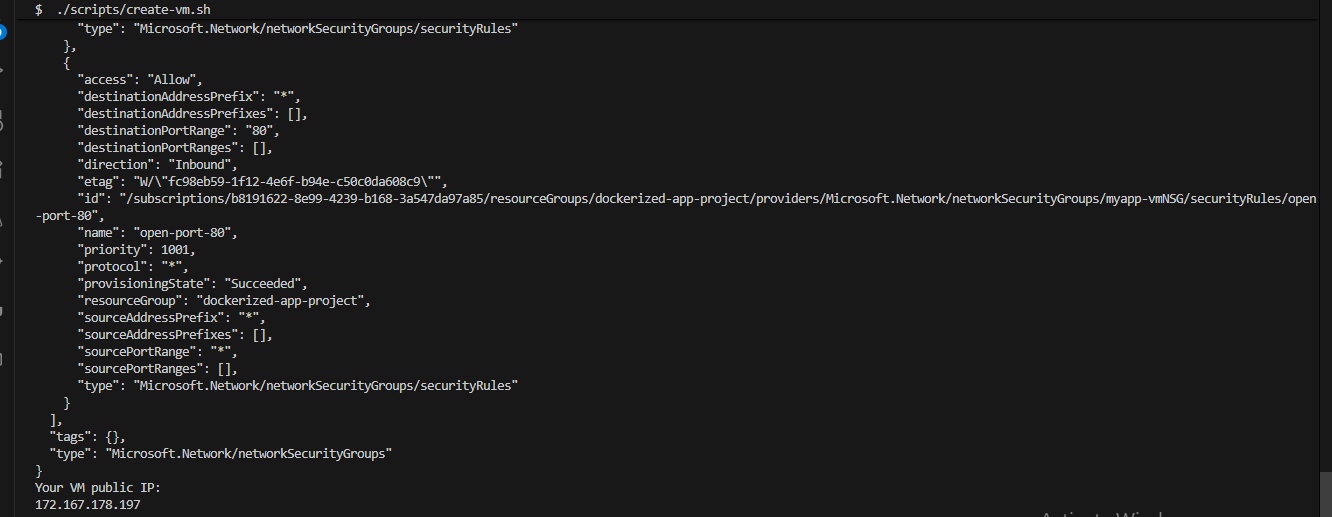 $ ./scripts/create-vm.sh
"type": "Microsoft.Network/networkSecurityGroups/securityRules"
},
{
"access": "Allow",
"destinationAddressPrefix": "*",
"destinationAddressPrefixes": [],
"destinationPortRange": "80",
"destinationPortRanges": [],
"direction": "Inbound",
"etag": "W/\"fc98eb59-1f12-4e6f-b94e-c50c0da608c9\"",
"id": "/subscriptions/b8191622-8e99-4239-b168-3a547da97a85/resourceGroups/dockerized-app-project/providers/Microsoft.Network/networkSecurityGroups/myapp-vmNSG/securityRules/open
-port-80",
"name": "open-port-80",
"priority": 1001,
"protocol": "*",
"provisioningState": "Succeeded",
"resourceGroup": "dockerized-app-project",
"sourceAddressPrefix": "*",
"sourceAddressPrefixes": [],
"sourcePortRange": "*",
"sourcePortRanges": [],
"type": "Microsoft.Network/networkSecurityGroups/securityRules"
}
],
"tags": {},
"type": "Microsoft.Network/networkSecurityGroups"
}
Your VM public IP:
172.167.178.197